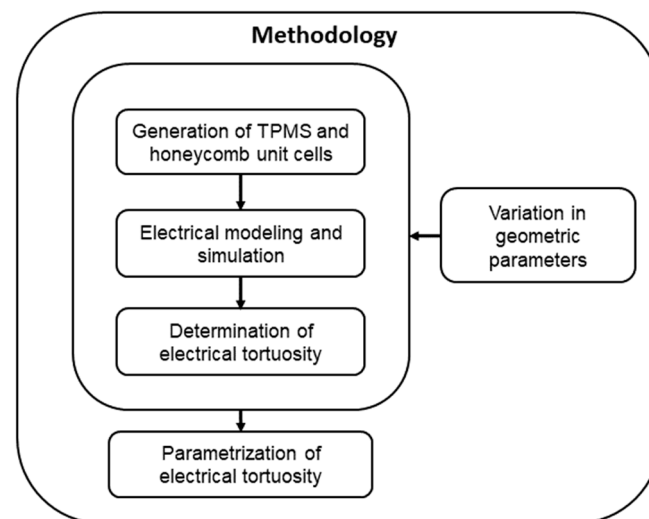 Methodology
Generation of TPMS and
honeycomb unit cells
Electrical modeling and
simulation
Determination of
electrical tortuosity
Variation in
geometric
parameters
Parametrization of
electrical tortuosity